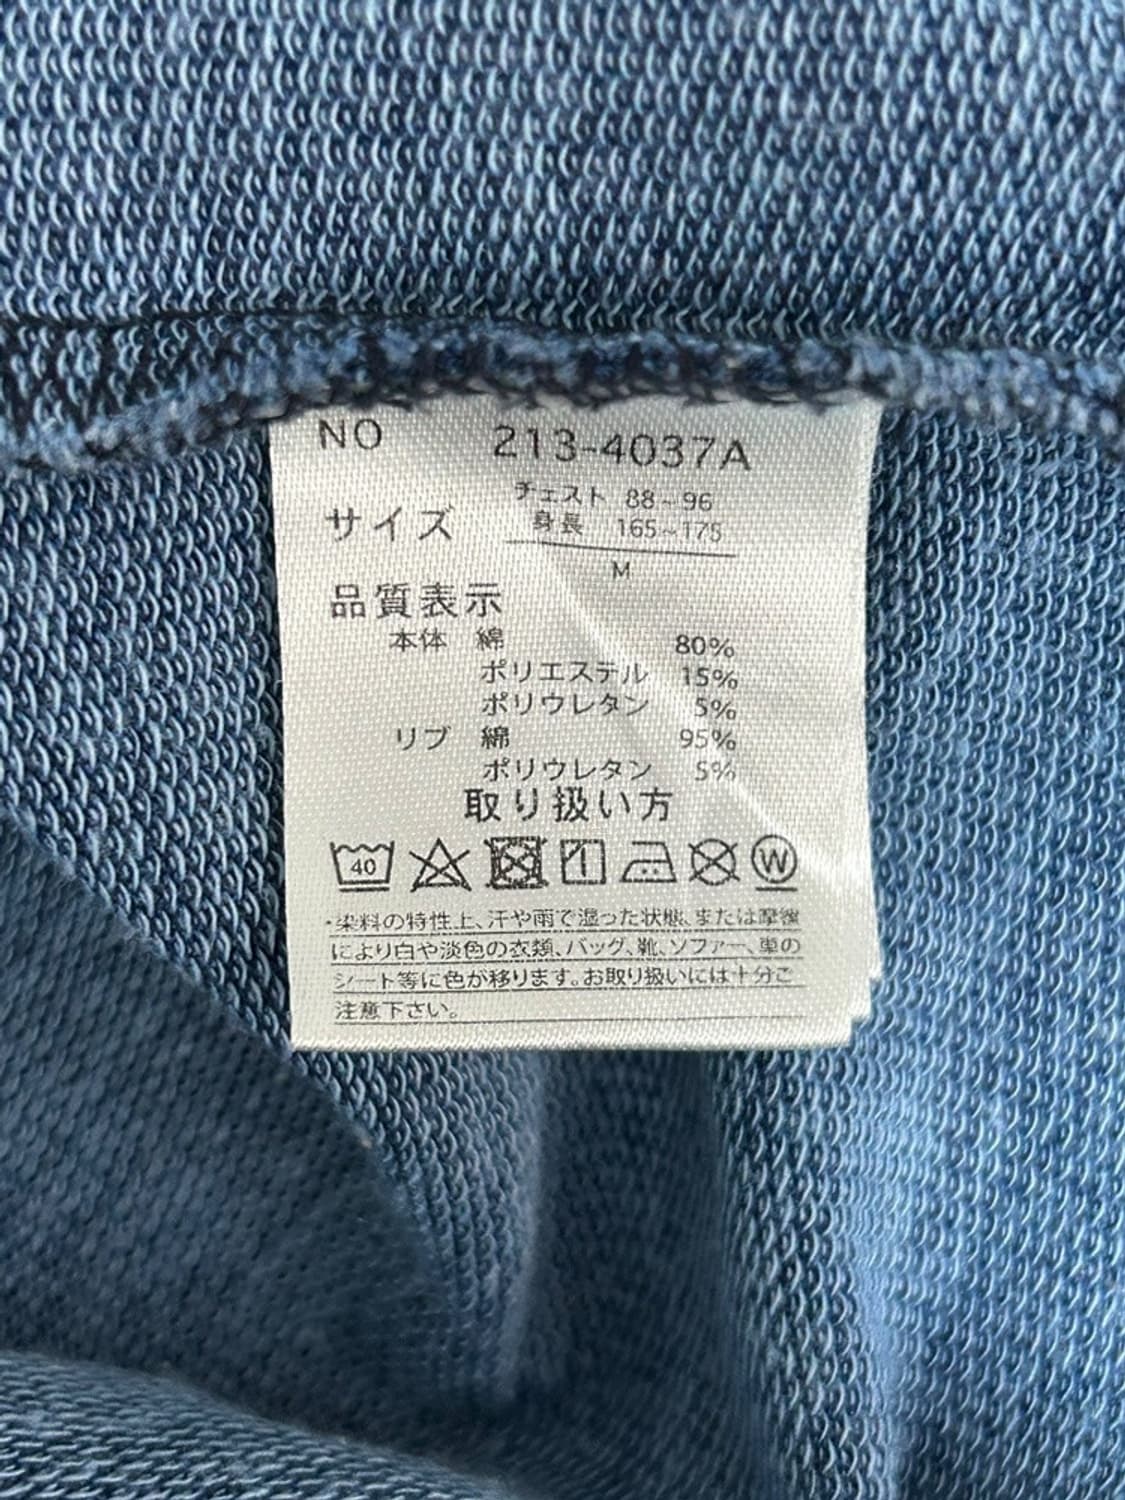 NO 213-4037A
チェスト 88~96
サイズ 身長 165~175
M
品質表示
本体 綿 80%
ポリエステル 15%
ポリウレタン 5%
リブ 綿 95%
ポリウレタン 5%
取り扱い方
40 W
・染料の特性上、汗や雨で湿った状態、または摩擦
により白や淡色の衣類、バッグ、靴、ソファー、車の
シート等に色が移ります。お取り扱いには十分ご
注意下さい。